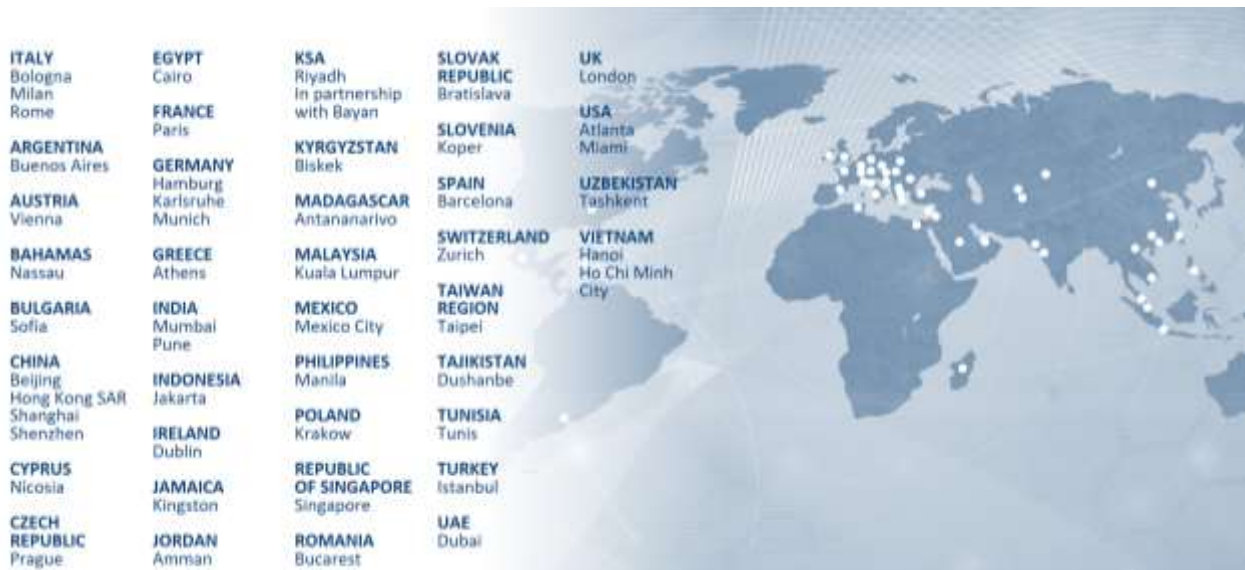 ITALY
Bologna
Milan
Rome
ARGENTINA
Buenos Aires
AUSTRIA
Vienna
BAHAMAS
Nassau
BULGARIA
Sofia
CHINA
Beijing
Hong Kong SAR
Shanghai
Shenzhen
CYPRUS
Nicosia
CZECH
REPUBLIC
Prague
EGYPT
Cairo
FRANCE
Paris
GERMANY
Hamburg
Karlsruhe
Munich
GREECE
Athens
INDIA
Mumbai
Pune
INDONESIA
Jakarta
IRELAND
Dublin
JAMAICA
Kingston
JORDAN
Amman
KSA
Riyadh
In partnership
with Bayan
KYRGYZSTAN
Biskek
MADAGASCAR
Antananarivo
MALAYSIA
Kuala Lumpur
MEXICO
Mexico City
PHILIPPINES
Manila
POLAND
Krakow
REPUBLIC
OF SINGAPORE
Singapore
ROMANIA
Bucarest
SLOVAK
REPUBLIC
Bratislava
SLOVENIA
Koper
SPAIN
Barcelona
SWITZERLAND
Zurich
TAIWAN
REGION
Taipei
TAJIKISTAN
Dushanbe
TUNISIA
Tunis
TURKEY
Istanbul
UAE
Dubai
UK
London
USA
Atlanta
Miami
UZBEKISTAN
Tashkent
VIETNAM
Hanoi
Ho Chi Minh
City